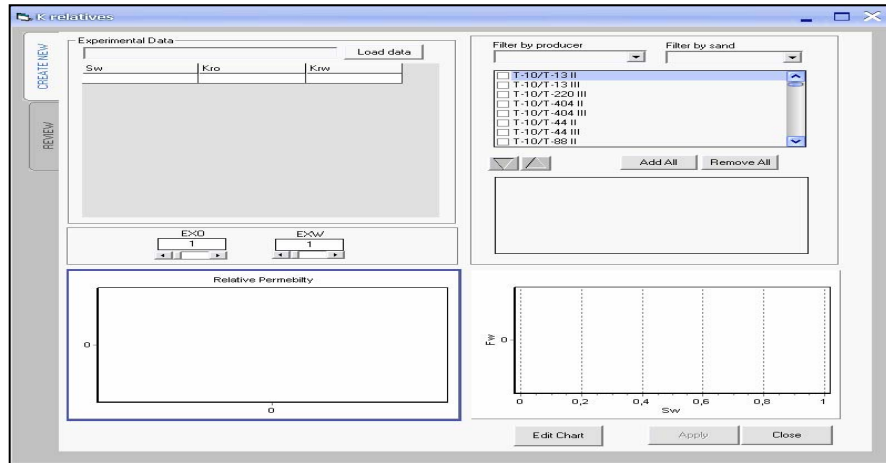 K relatives
CREATE NEW
REVIEW
Experimental Data
Load data
Sw Kro Krw
EXO EXW
1 1
Relative Permebilty
0
0
Filter by producer Filter by sand
T-10/T-13 II
T-10/T-13 III
T-10/T-220 III
T-10/T-404 II
T-10/T-404 III
T-10/T-44 II
T-10/T-44 III
T-10/T-88 II
Add All Remove All
Fw
0
0 0,2 0,4 0,6 0,8 1
Sw
Edit Chart Apply Close